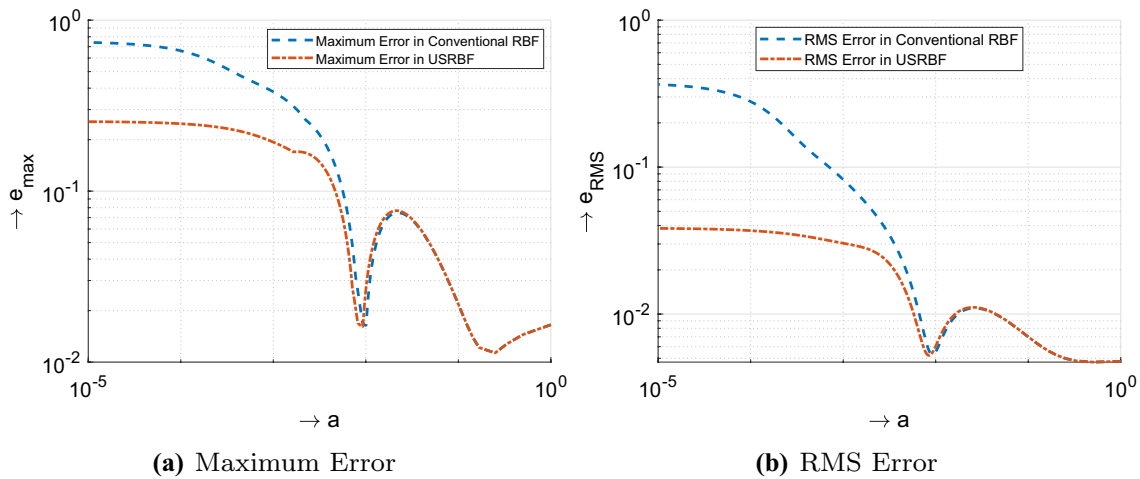 10^0
10^-1
10^-2
→ e_max
Maximum Error in Conventional RBF
Maximum Error in USRBF
10^-5
10^0
→ a
(a) Maximum Error
10^0
10^-1
10^-2
→ e_RMS
RMS Error in Conventional RBF
RMS Error in USRBF
10^-5
10^0
→ a
(b) RMS Error